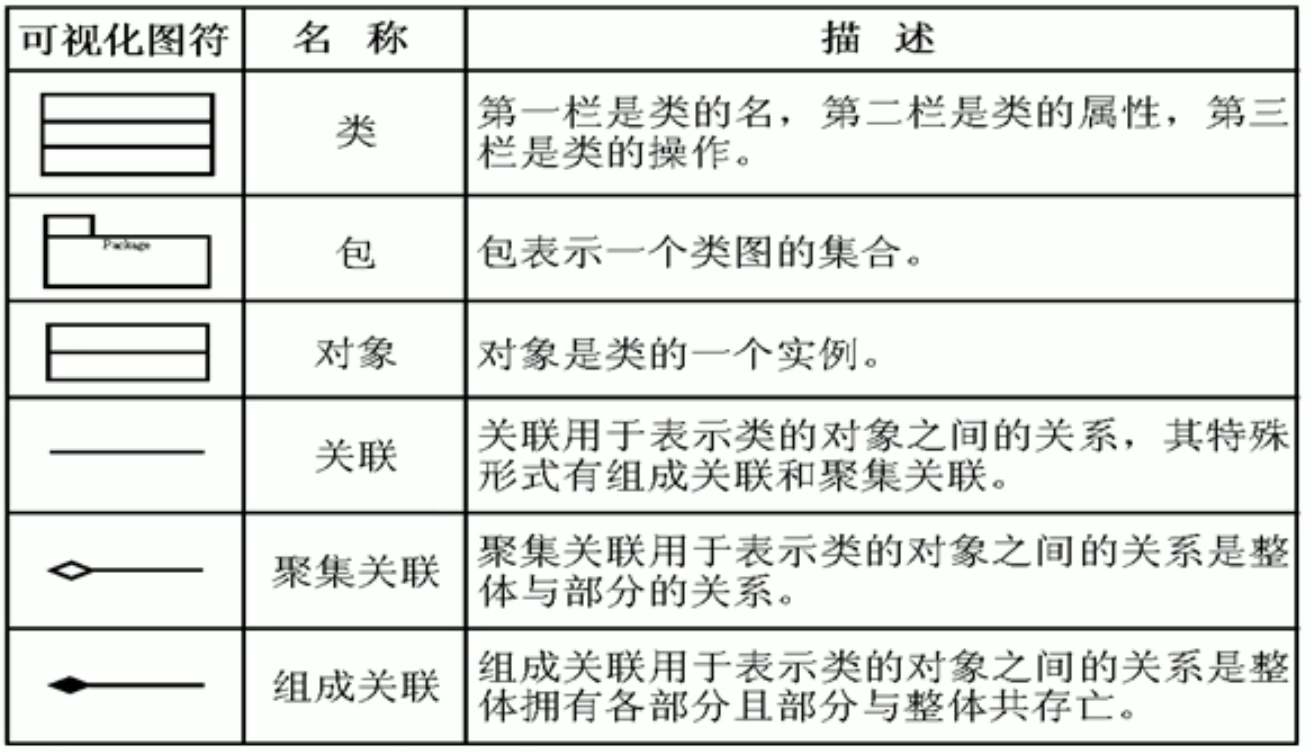 可视化图符 名 称 描 述
类
第一栏是类的名，第二栏是类的属性，第三
栏是类的操作。
Package
包
包表示一个类图的集合。
对象
对象是类的一个实例。
关联
关联用于表示类的对象之间的关系，其特殊
形式有组成关联和聚集关联。
聚集关联
聚集关联用于表示类的对象之间的关系是整
体与部分的关系。
组成关联
组成关联用于表示类的对象之间的关系是整
体拥有各部分且部分与整体共存亡。